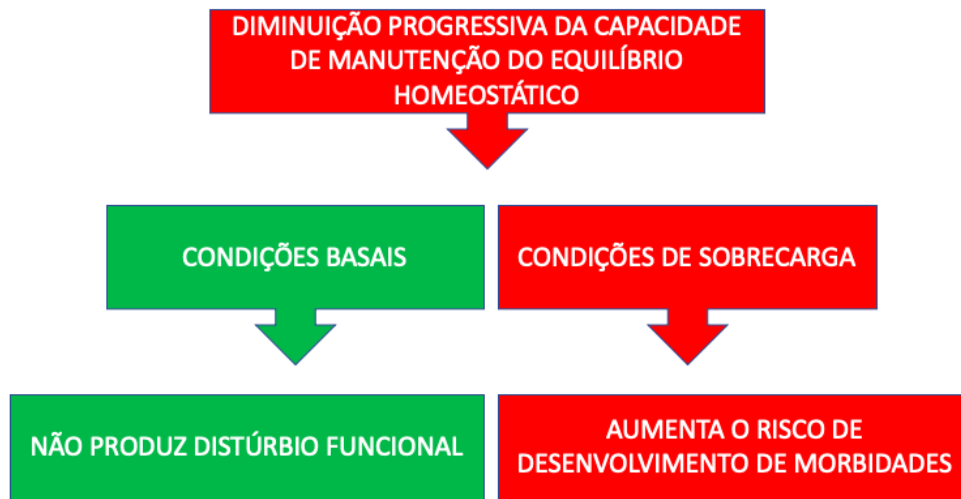 DIMINUIÇÃO PROGRESSIVA DA CAPACIDADE
DE MANUTENÇÃO DO EQUILÍBRIO
HOMEOSTÁTICO
CONDIÇÕES BASAIS
CONDIÇÕES DE SOBRECARGA
NÃO PRODUZ DISTÚRBIO FUNCIONAL
AUMENTA O RISCO DE
DESENVOLVIMENTO DE MORBIDADES